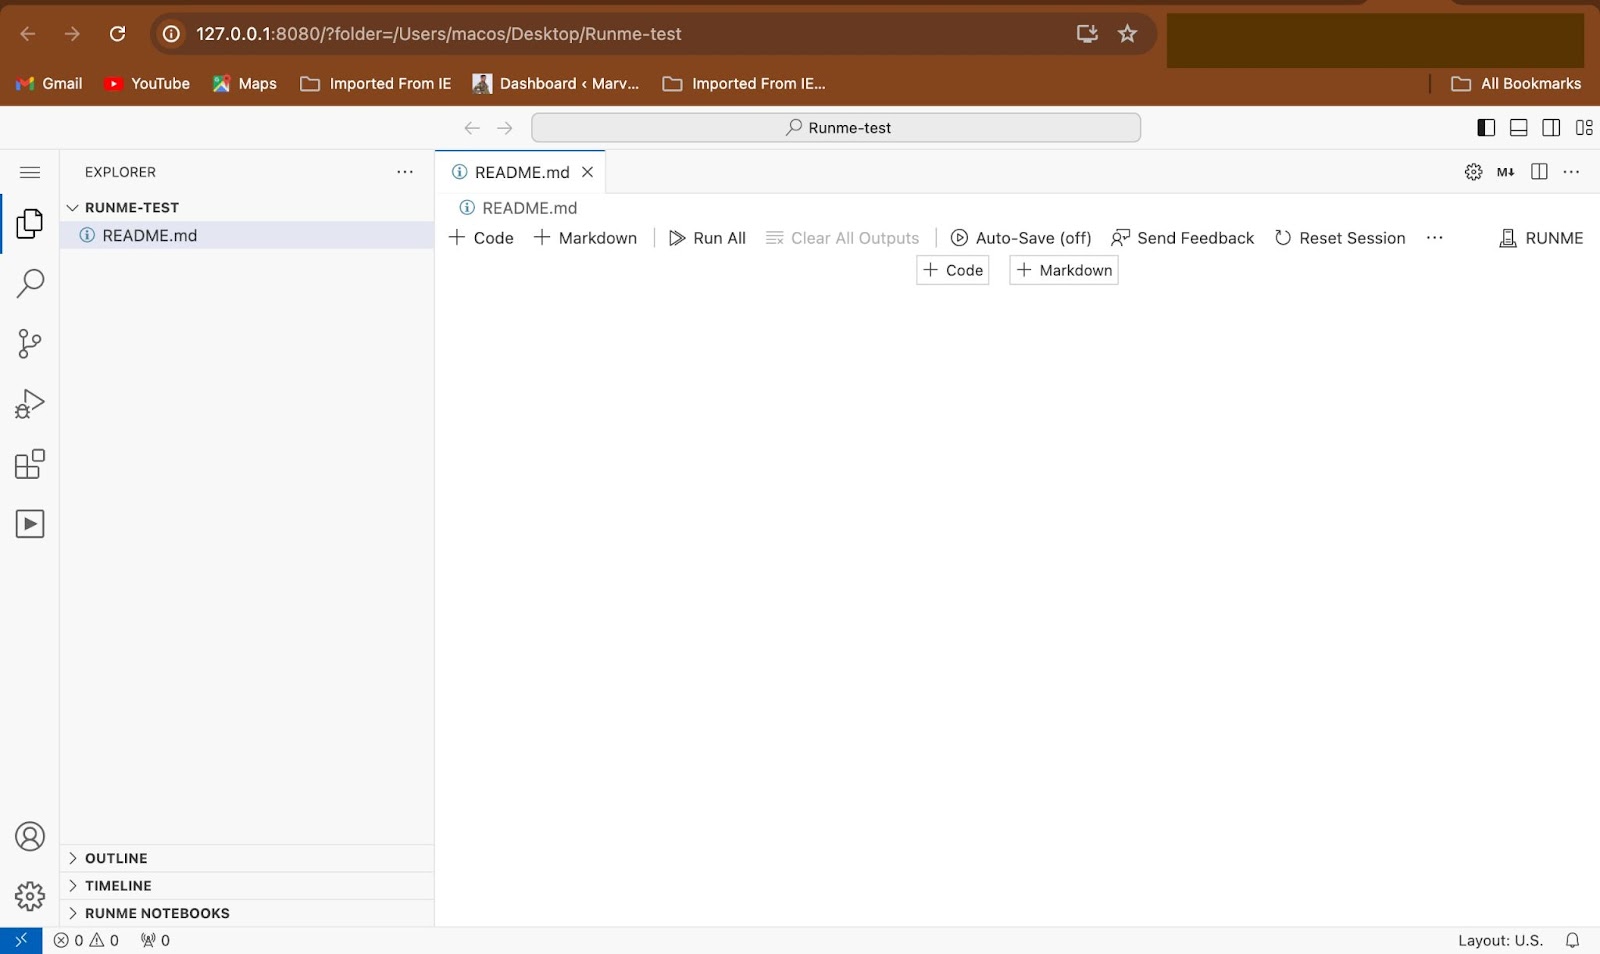 127.0.0.1:8080/?folder=/Users/macos/Desktop/Runme-test
Gmail YouTube Maps Imported From IE Dashboard ‹ Marv... Imported From IE... All Bookmarks
Runme-test
EXPLORER
RUNME-TEST
README.md
OUTLINE
TIMELINE
RUNME NOTEBOOKS
README.md
M↓
README.md
Code Markdown Run All Clear All Outputs Auto-Save (off) Send Feedback Reset Session ... RUNME
Code Markdown
0 0 0 Layout: U.S.